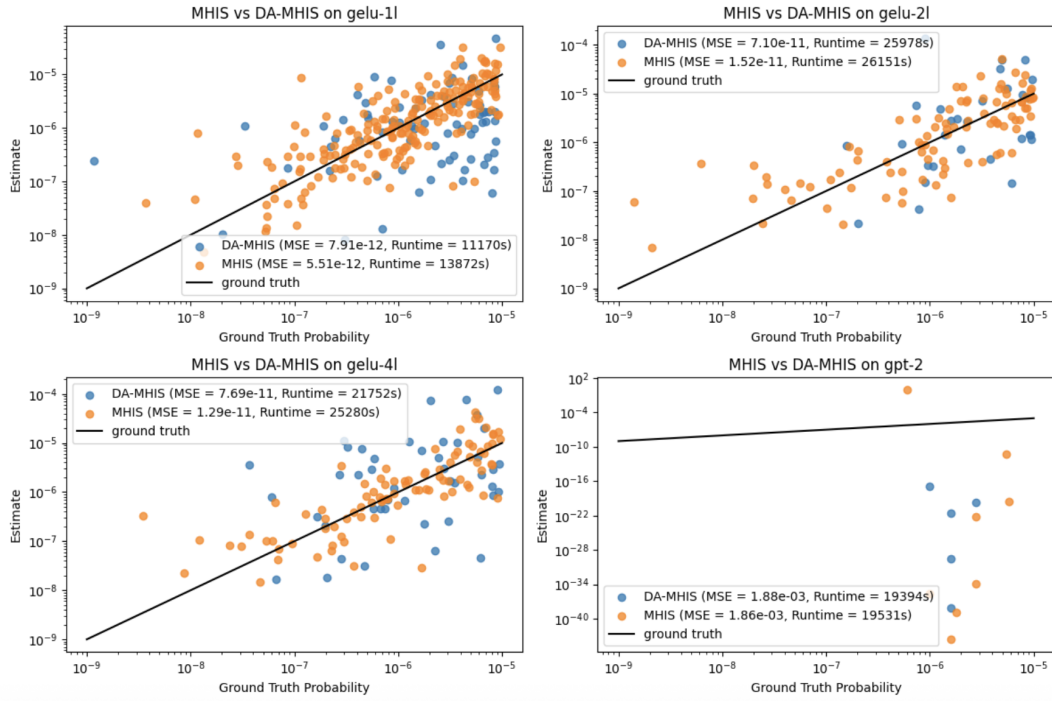 MHIS vs DA-MHIS on gelu-1l
10⁻⁵
10⁻⁶
10⁻⁷
10⁻⁸
10⁻⁹
Estimate
DA-MHIS (MSE = 7.91e-12, Runtime = 11170s)
MHIS (MSE = 5.51e-12, Runtime = 13872s)
ground truth
10⁻⁹ 10⁻⁸ 10⁻⁷ 10⁻⁶ 10⁻⁵
Ground Truth Probability
MHIS vs DA-MHIS on gelu-2l
10⁻⁴
10⁻⁵
10⁻⁶
10⁻⁷
10⁻⁸
10⁻⁹
Estimate
DA-MHIS (MSE = 7.10e-11, Runtime = 25978s)
MHIS (MSE = 1.52e-11, Runtime = 26151s)
ground truth
10⁻⁹ 10⁻⁸ 10⁻⁷ 10⁻⁶ 10⁻⁵
Ground Truth Probability
MHIS vs DA-MHIS on gelu-4l
10⁻⁴
10⁻⁵
10⁻⁶
10⁻⁷
10⁻⁸
10⁻⁹
Estimate
DA-MHIS (MSE = 7.69e-11, Runtime = 21752s)
MHIS (MSE = 1.29e-11, Runtime = 25280s)
ground truth
10⁻⁹ 10⁻⁸ 10⁻⁷ 10⁻⁶ 10⁻⁵
Ground Truth Probability
MHIS vs DA-MHIS on gpt-2
10²
10⁻⁴
10⁻¹⁰
10⁻¹⁶
10⁻²²
10⁻²⁸
10⁻³⁴
10⁻⁴⁰
Estimate
DA-MHIS (MSE = 1.88e-03, Runtime = 19394s)
MHIS (MSE = 1.86e-03, Runtime = 19531s)
ground truth
10⁻⁹ 10⁻⁸ 10⁻⁷ 10⁻⁶ 10⁻⁵
Ground Truth Probability